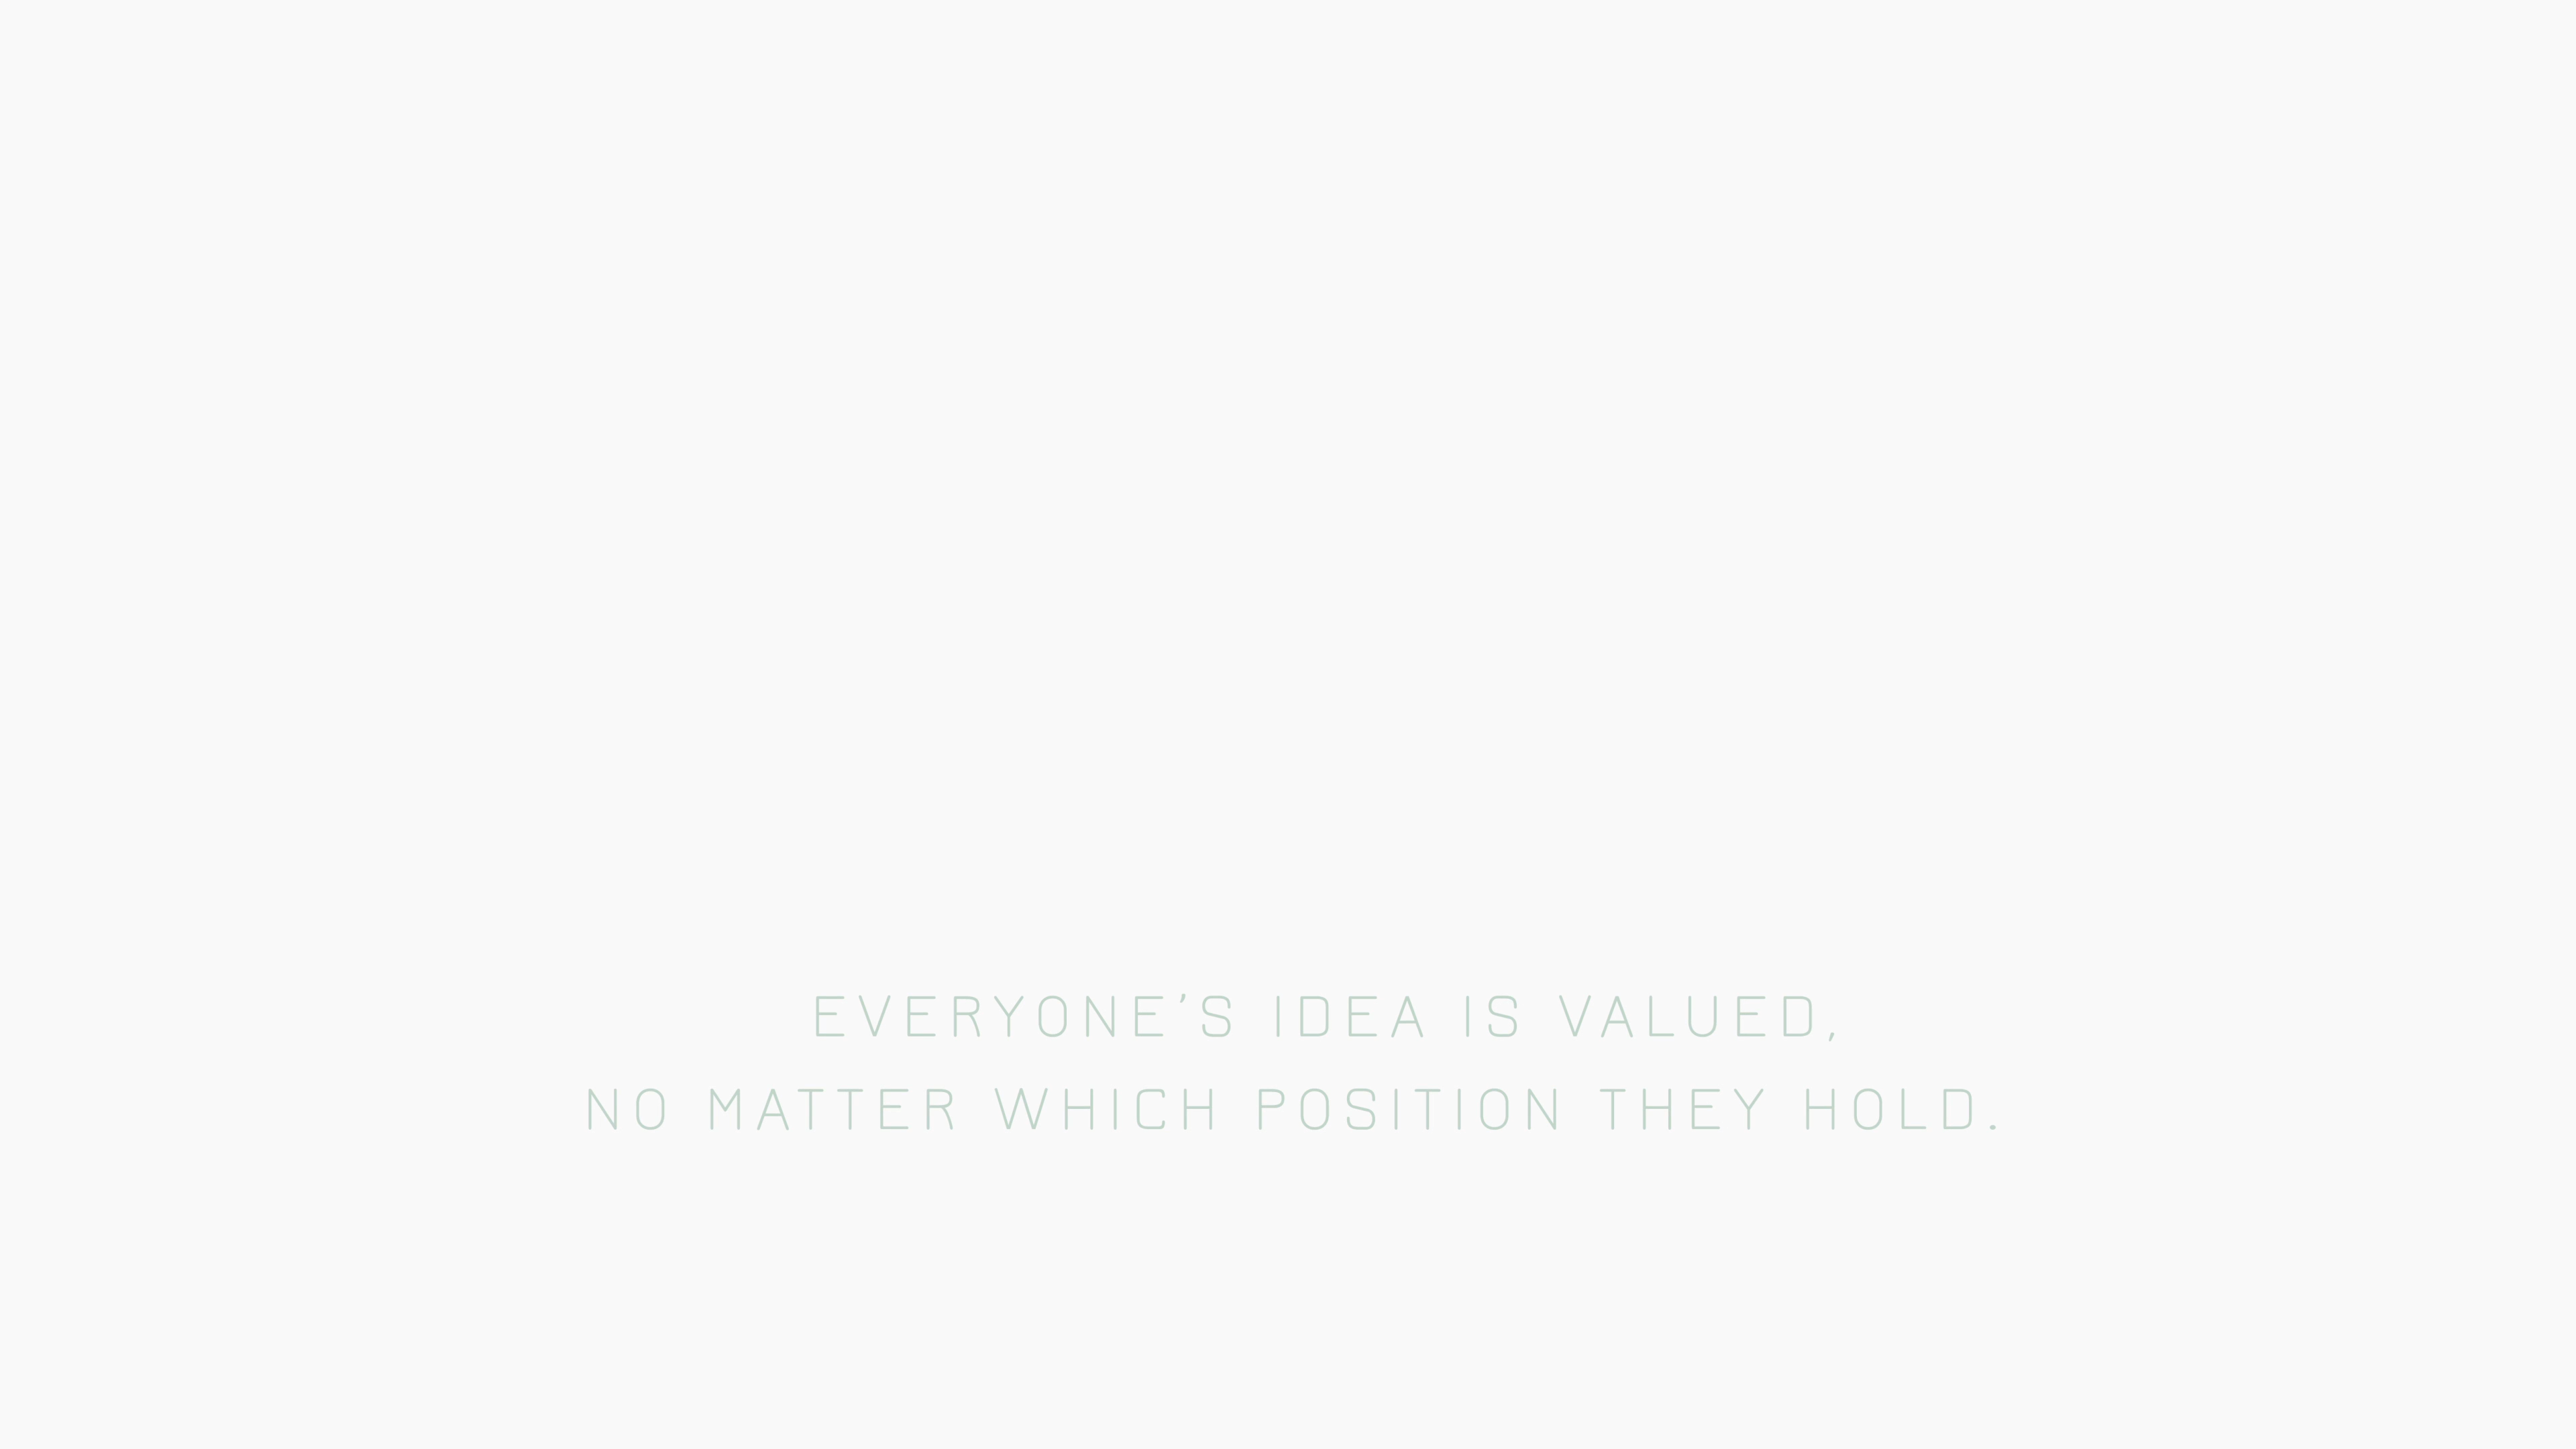 EVERYONE’S IDEA IS VALUED,
NO MATTER WHICH POSITION THEY HOLD.